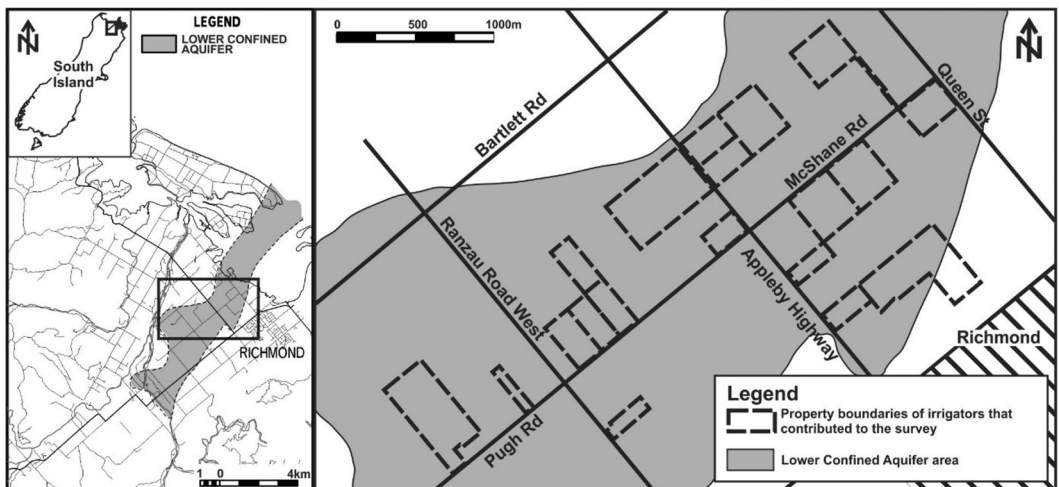 LEGEND
LOWER CONFINED
AQUIFER
N
South
Island
RICHMOND
1 0 4km
0 500 1000m
N
Bartlett Rd
Queen St
McShane Rd
Ranzau Road West
Appleby Highway
Pugh Rd
Richmond
Legend
Property boundaries of irrigators that
contributed to the survey
Lower Confined Aquifer area